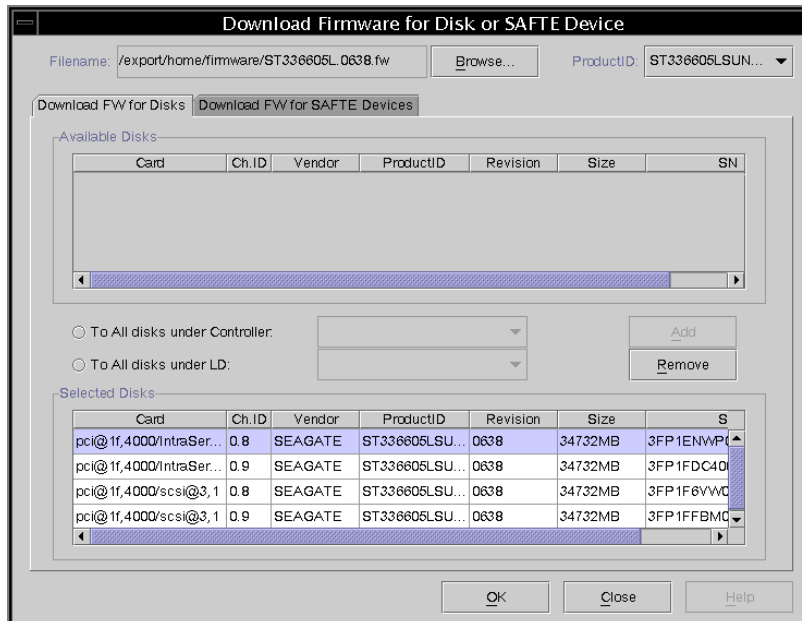 Download Firmware for Disk or SAFTE Device
Filename: /export/home/firmware/ST336605L.0638.fw Browse... ProductID: ST336605LSUN...
Download FW for Disks Download FW for SAFTE Devices
Available Disks
Card Ch.ID Vendor ProductID Revision Size SN
To All disks under Controller: Add
To All disks under LD: Remove
Selected Disks
Card Ch.ID Vendor ProductID Revision Size S
pci@1f,4000/IntraSer... 0.8 SEAGATE ST336605LSU... 0638 34732MB 3FP1ENWP
pci@1f,4000/IntraSer... 0.9 SEAGATE ST336605LSU... 0638 34732MB 3FP1FDC40
pci@1f,4000/scsi@3,1 0.8 SEAGATE ST336605LSU... 0638 34732MB 3FP1F6VW
pci@1f,4000/scsi@3,1 0.9 SEAGATE ST336605LSU... 0638 34732MB 3FP1FFBM
OK Close Help